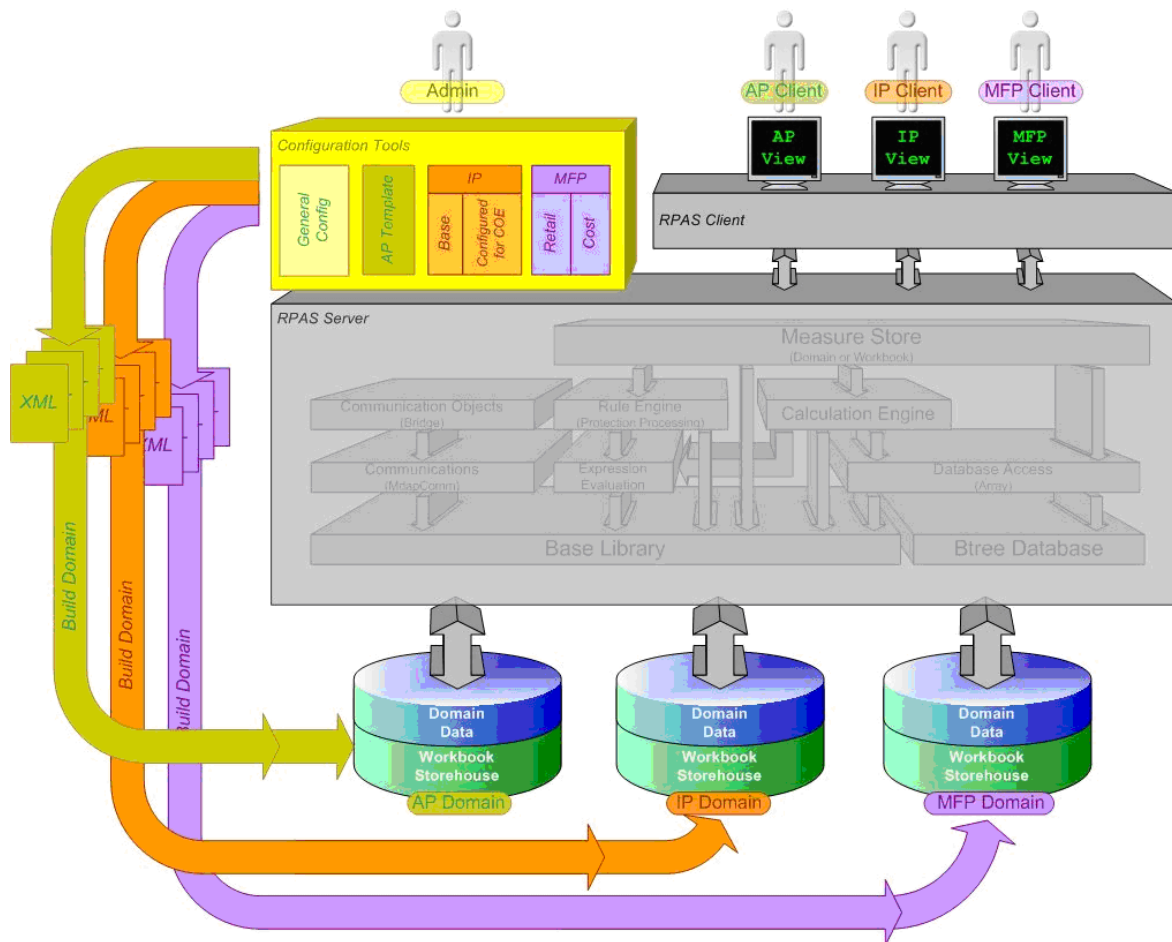 Admin
AP Client
IP Client
MFP Client
AP
View
IP
View
MFP
View
Configuration Tools
General
Config
AP Template
IP
Base
Configured
for COE
MFP
Retail
Cost
RPAS Client
RPAS Server
Measure Store
(Domain or Workbook)
Communication Objects
(Bridge)
Rule Engine
(Protection Processing)
Calculation Engine
Communications
(MdapComm)
Expression
Evaluation
Database Access
(Array)
Base Library
Btree Database
XML
ML
XML
Build Domain
Build Domain
Build Domain
Domain
Data
Workbook
Storehouse
AP Domain
Domain
Data
Workbook
Storehouse
IP Domain
Domain
Data
Workbook
Storehouse
MFP Domain